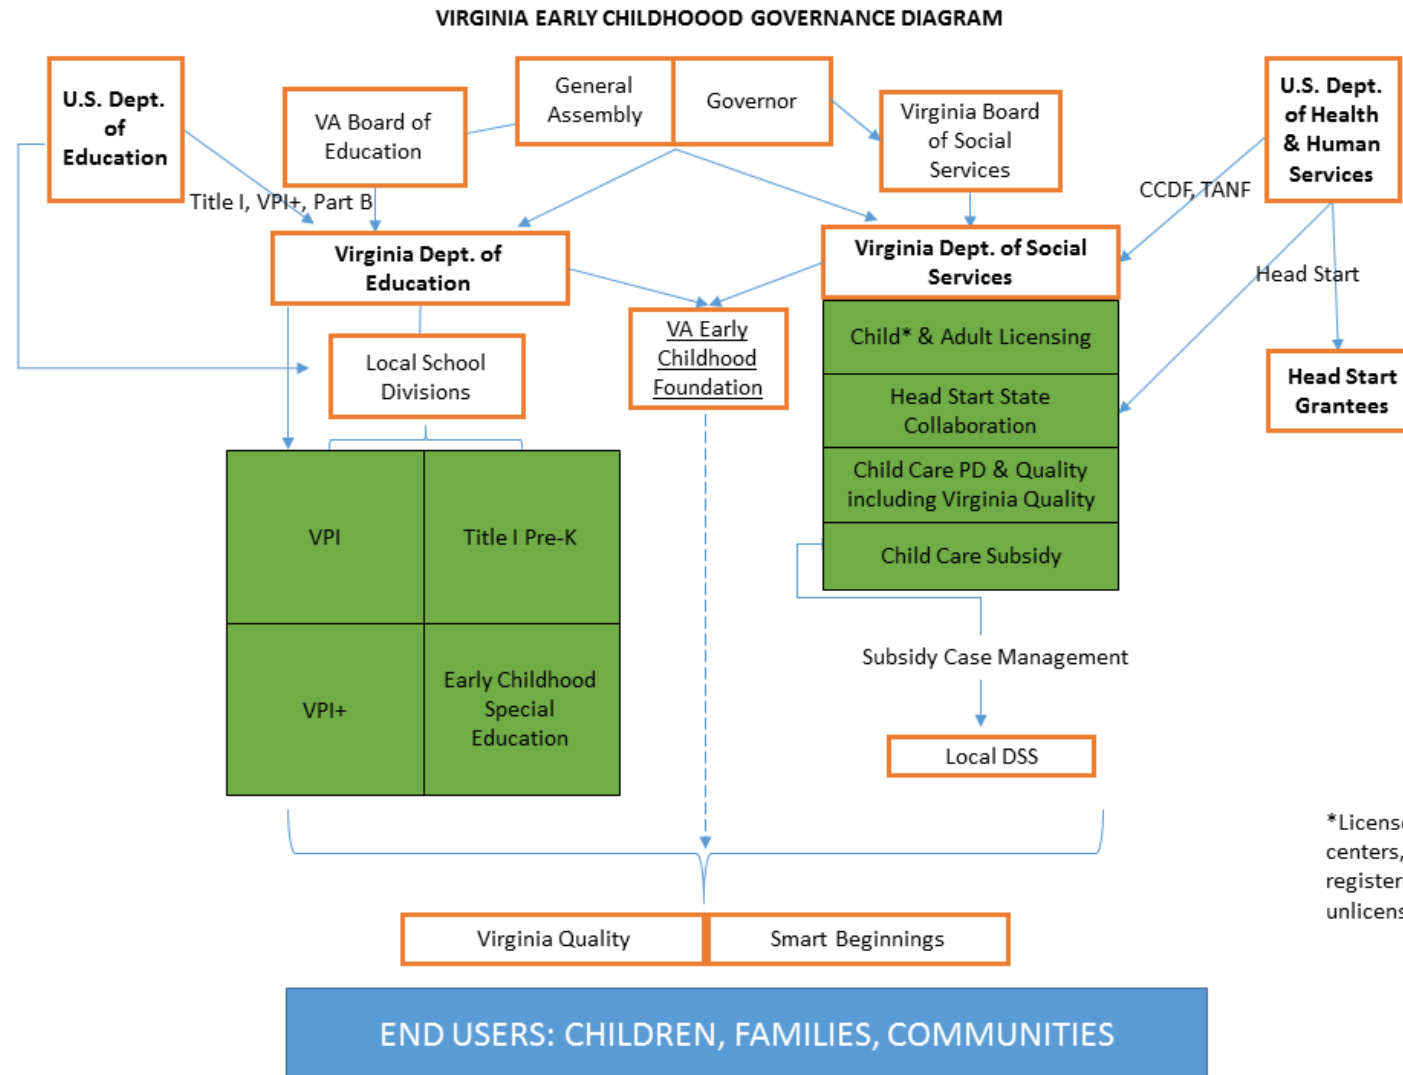 VIRGINIA EARLY CHILDHOOOD GOVERNANCE DIAGRAM
U.S. Dept.
of
Education
VA Board of
Education
General
Assembly
Governor
Virginia Board
of Social
Services
U.S. Dept.
of Health
& Human
Services
Title I, VPI+, Part B
CCDF, TANF
Virginia Dept. of
Education
Virginia Dept. of Social
Services
Head Start
Local School
Divisions
VA Early
Childhood
Foundation
Child* & Adult Licensing
Head Start State
Collaboration
Child Care PD & Quality
including Virginia Quality
Child Care Subsidy
Head Start
Grantees
VPI
Title I Pre-K
VPI+
Early Childhood
Special
Education
Subsidy Case Management
Local DSS
centers,
Virginia Quality
Smart Beginnings
END USERS: CHILDREN, FAMILIES, COMMUNITIES